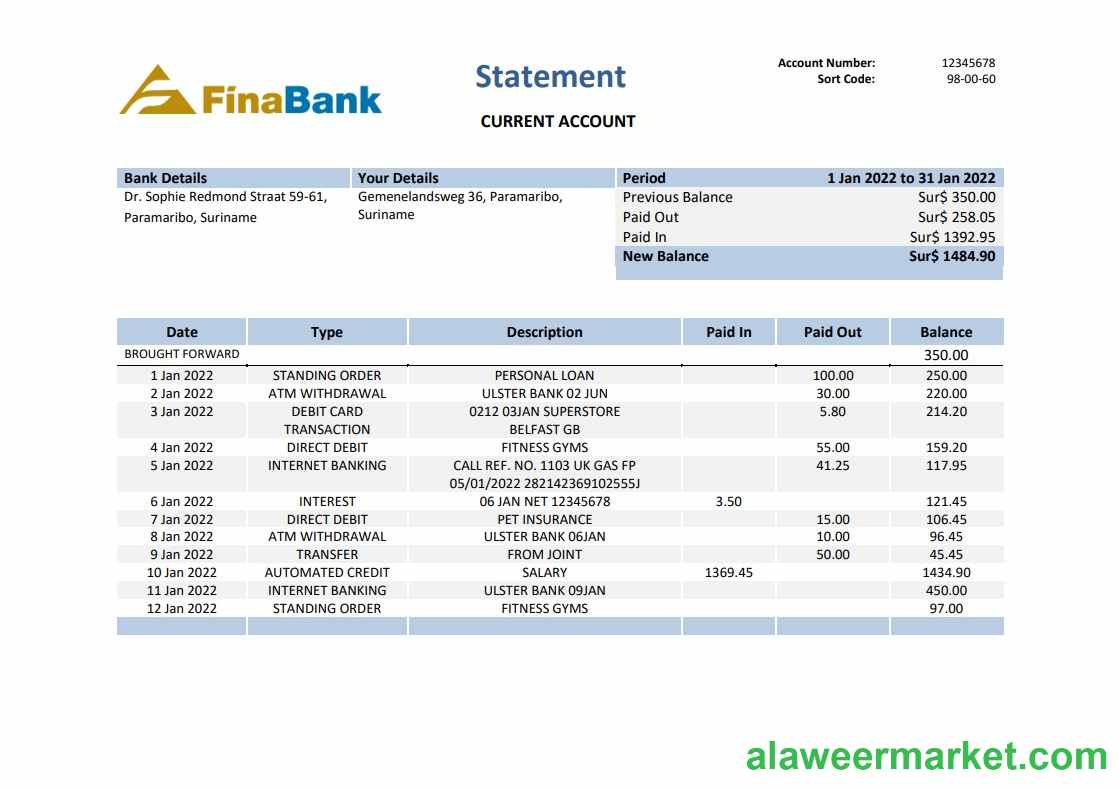 FinaBank
Statement
CURRENT ACCOUNT
Account Number: 12345678
Sort Code: 98-00-60
Bank Details
Dr. Sophie Redmond Straat 59-61,
Paramaribo, Suriname
Your Details
Gemenelandsweg 36, Paramaribo,
Suriname
Period 1 Jan 2022 to 31 Jan 2022
Previous Balance Sur$ 350.00
Paid Out Sur$ 258.05
Paid In Sur$ 1392.95
New Balance Sur$ 1484.90
Date Type Description Paid In Paid Out Balance
BROUGHT FORWARD 350.00
1 Jan 2022 STANDING ORDER PERSONAL LOAN 100.00 250.00
2 Jan 2022 ATM WITHDRAWAL ULSTER BANK 02 JUN 30.00 220.00
3 Jan 2022 DEBIT CARD 0212 03JAN SUPERSTORE 5.80 214.20
TRANSACTION BELFAST GB
4 Jan 2022 DIRECT DEBIT FITNESS GYMS 55.00 159.20
5 Jan 2022 INTERNET BANKING CALL REF. NO. 1103 UK GAS FP 41.25 117.95
05/01/2022 282142369102555J
6 Jan 2022 INTEREST 06 JAN NET 12345678 3.50 121.45
7 Jan 2022 DIRECT DEBIT PET INSURANCE 15.00 106.45
8 Jan 2022 ATM WITHDRAWAL ULSTER BANK 06JAN 10.00 96.45
9 Jan 2022 TRANSFER FROM JOINT 50.00 45.45
10 Jan 2022 AUTOMATED CREDIT SALARY 1369.45 1434.90
11 Jan 2022 INTERNET BANKING ULSTER BANK 09JAN 450.00
12 Jan 2022 STANDING ORDER FITNESS GYMS 97.00
alaweermarket.com